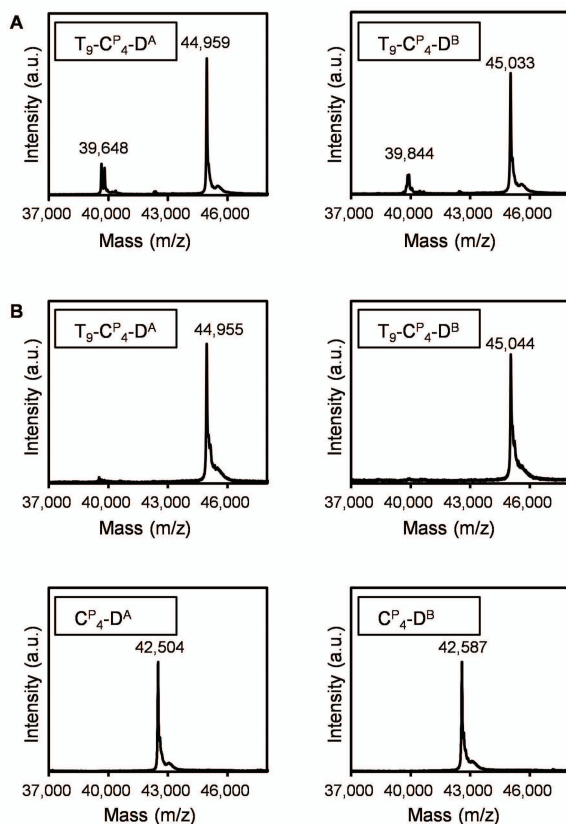 A
T₉-Cᴾ₄-Dᴬ
44,959
39,648
Intensity (a.u.)
37,000 40,000 43,000 46,000
Mass (m/z)
T₉-Cᴾ₄-Dᴮ
45,033
39,844
Intensity (a.u.)
37,000 40,000 43,000 46,000
Mass (m/z)
B
T₉-Cᴾ₄-Dᴬ
44,955
Intensity (a.u.)
37,000 40,000 43,000 46,000
Mass (m/z)
T₉-Cᴾ₄-Dᴮ
45,044
Intensity (a.u.)
37,000 40,000 43,000 46,000
Mass (m/z)
Cᴾ₄-Dᴬ
42,504
Intensity (a.u.)
37,000 40,000 43,000 46,000
Mass (m/z)
Cᴾ₄-Dᴮ
42,587
Intensity (a.u.)
37,000 40,000 43,000 46,000
Mass (m/z)